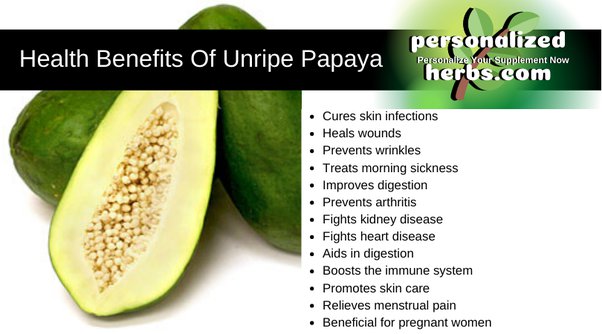 Health Benefits Of Unripe Papaya
personalized
Personalize Your Supplement Now
herbs.com
Cures skin infections
Heals wounds
Prevents wrinkles
Treats morning sickness
Improves digestion
Prevents arthritis
Fights kidney disease
Fights heart disease
Aids in digestion
Boosts the immune system
Promotes skin care
Relieves menstrual pain
Beneficial for pregnant women